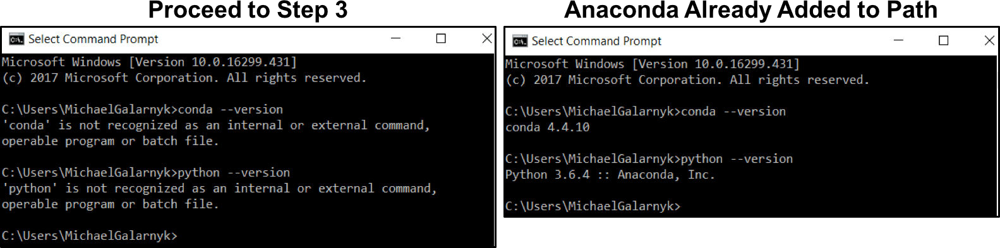 Proceed to Step 3
Select Command Prompt
Microsoft Windows [Version 10.0.16299.431]
(c) 2017 Microsoft Corporation. All rights reserved.
C:\Users\MichaelGalarnyk>conda --version
'conda' is not recognized as an internal or external command,
operable program or batch file.
C:\Users\MichaelGalarnyk>python --version
'python' is not recognized as an internal or external command,
operable program or batch file.
C:\Users\MichaelGalarnyk>
Anaconda Already Added to Path
Select Command Prompt
Microsoft Windows [Version 10.0.16299.431]
(c) 2017 Microsoft Corporation. All rights reserved.
C:\Users\MichaelGalarnyk>conda --version
conda 4.4.10
C:\Users\MichaelGalarnyk>python --version
Python 3.6.4 :: Anaconda, Inc.
C:\Users\MichaelGalarnyk>